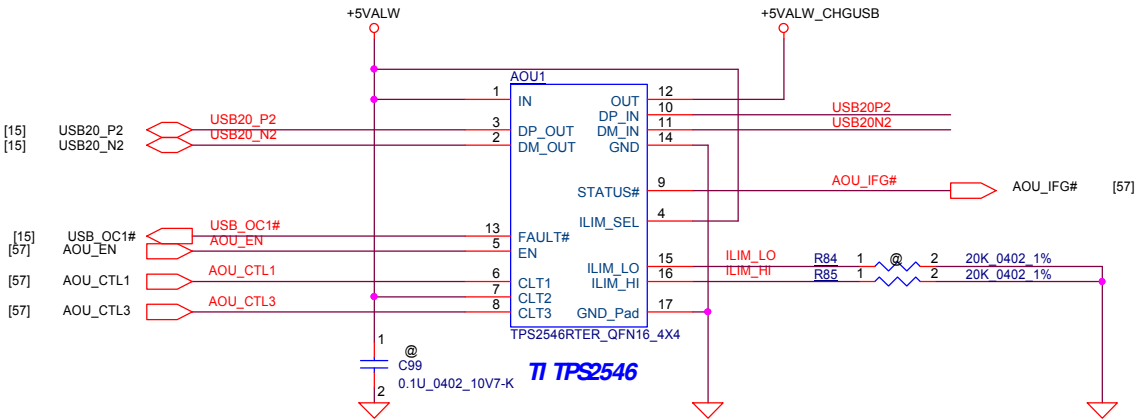 +5VALW
+5VALW_CHGUSB
AOU1
1 IN OUT 12
DP_IN 10 USB20P2
[15] USB20_P2 USB20_P2 3 DP_OUT DM_IN 11 USB20N2
[15] USB20_N2 USB20_N2 2 DM_OUT GND 14
STATUS# 9 AOU_IFG# AOU_IFG# [57]
ILIM_SEL 4
[15] USB_OC1# USB_OC1# 13 FAULT#
[57] AOU_EN AOU_EN 5 EN
ILIM_LO 15 ILIM_LO R84 1 @ 2 20K_0402_1%
[57] AOU_CTL1 AOU_CTL1 6 CLT1 ILIM_HI 16 ILIM_HI R85 1 2 20K_0402_1%
7 CLT2
[57] AOU_CTL3 AOU_CTL3 8 CLT3 GND_Pad 17
TPS2546RTER_QFN16_4X4
1
@
C99
0.1U_0402_10V7-K
2
TI TPS2546